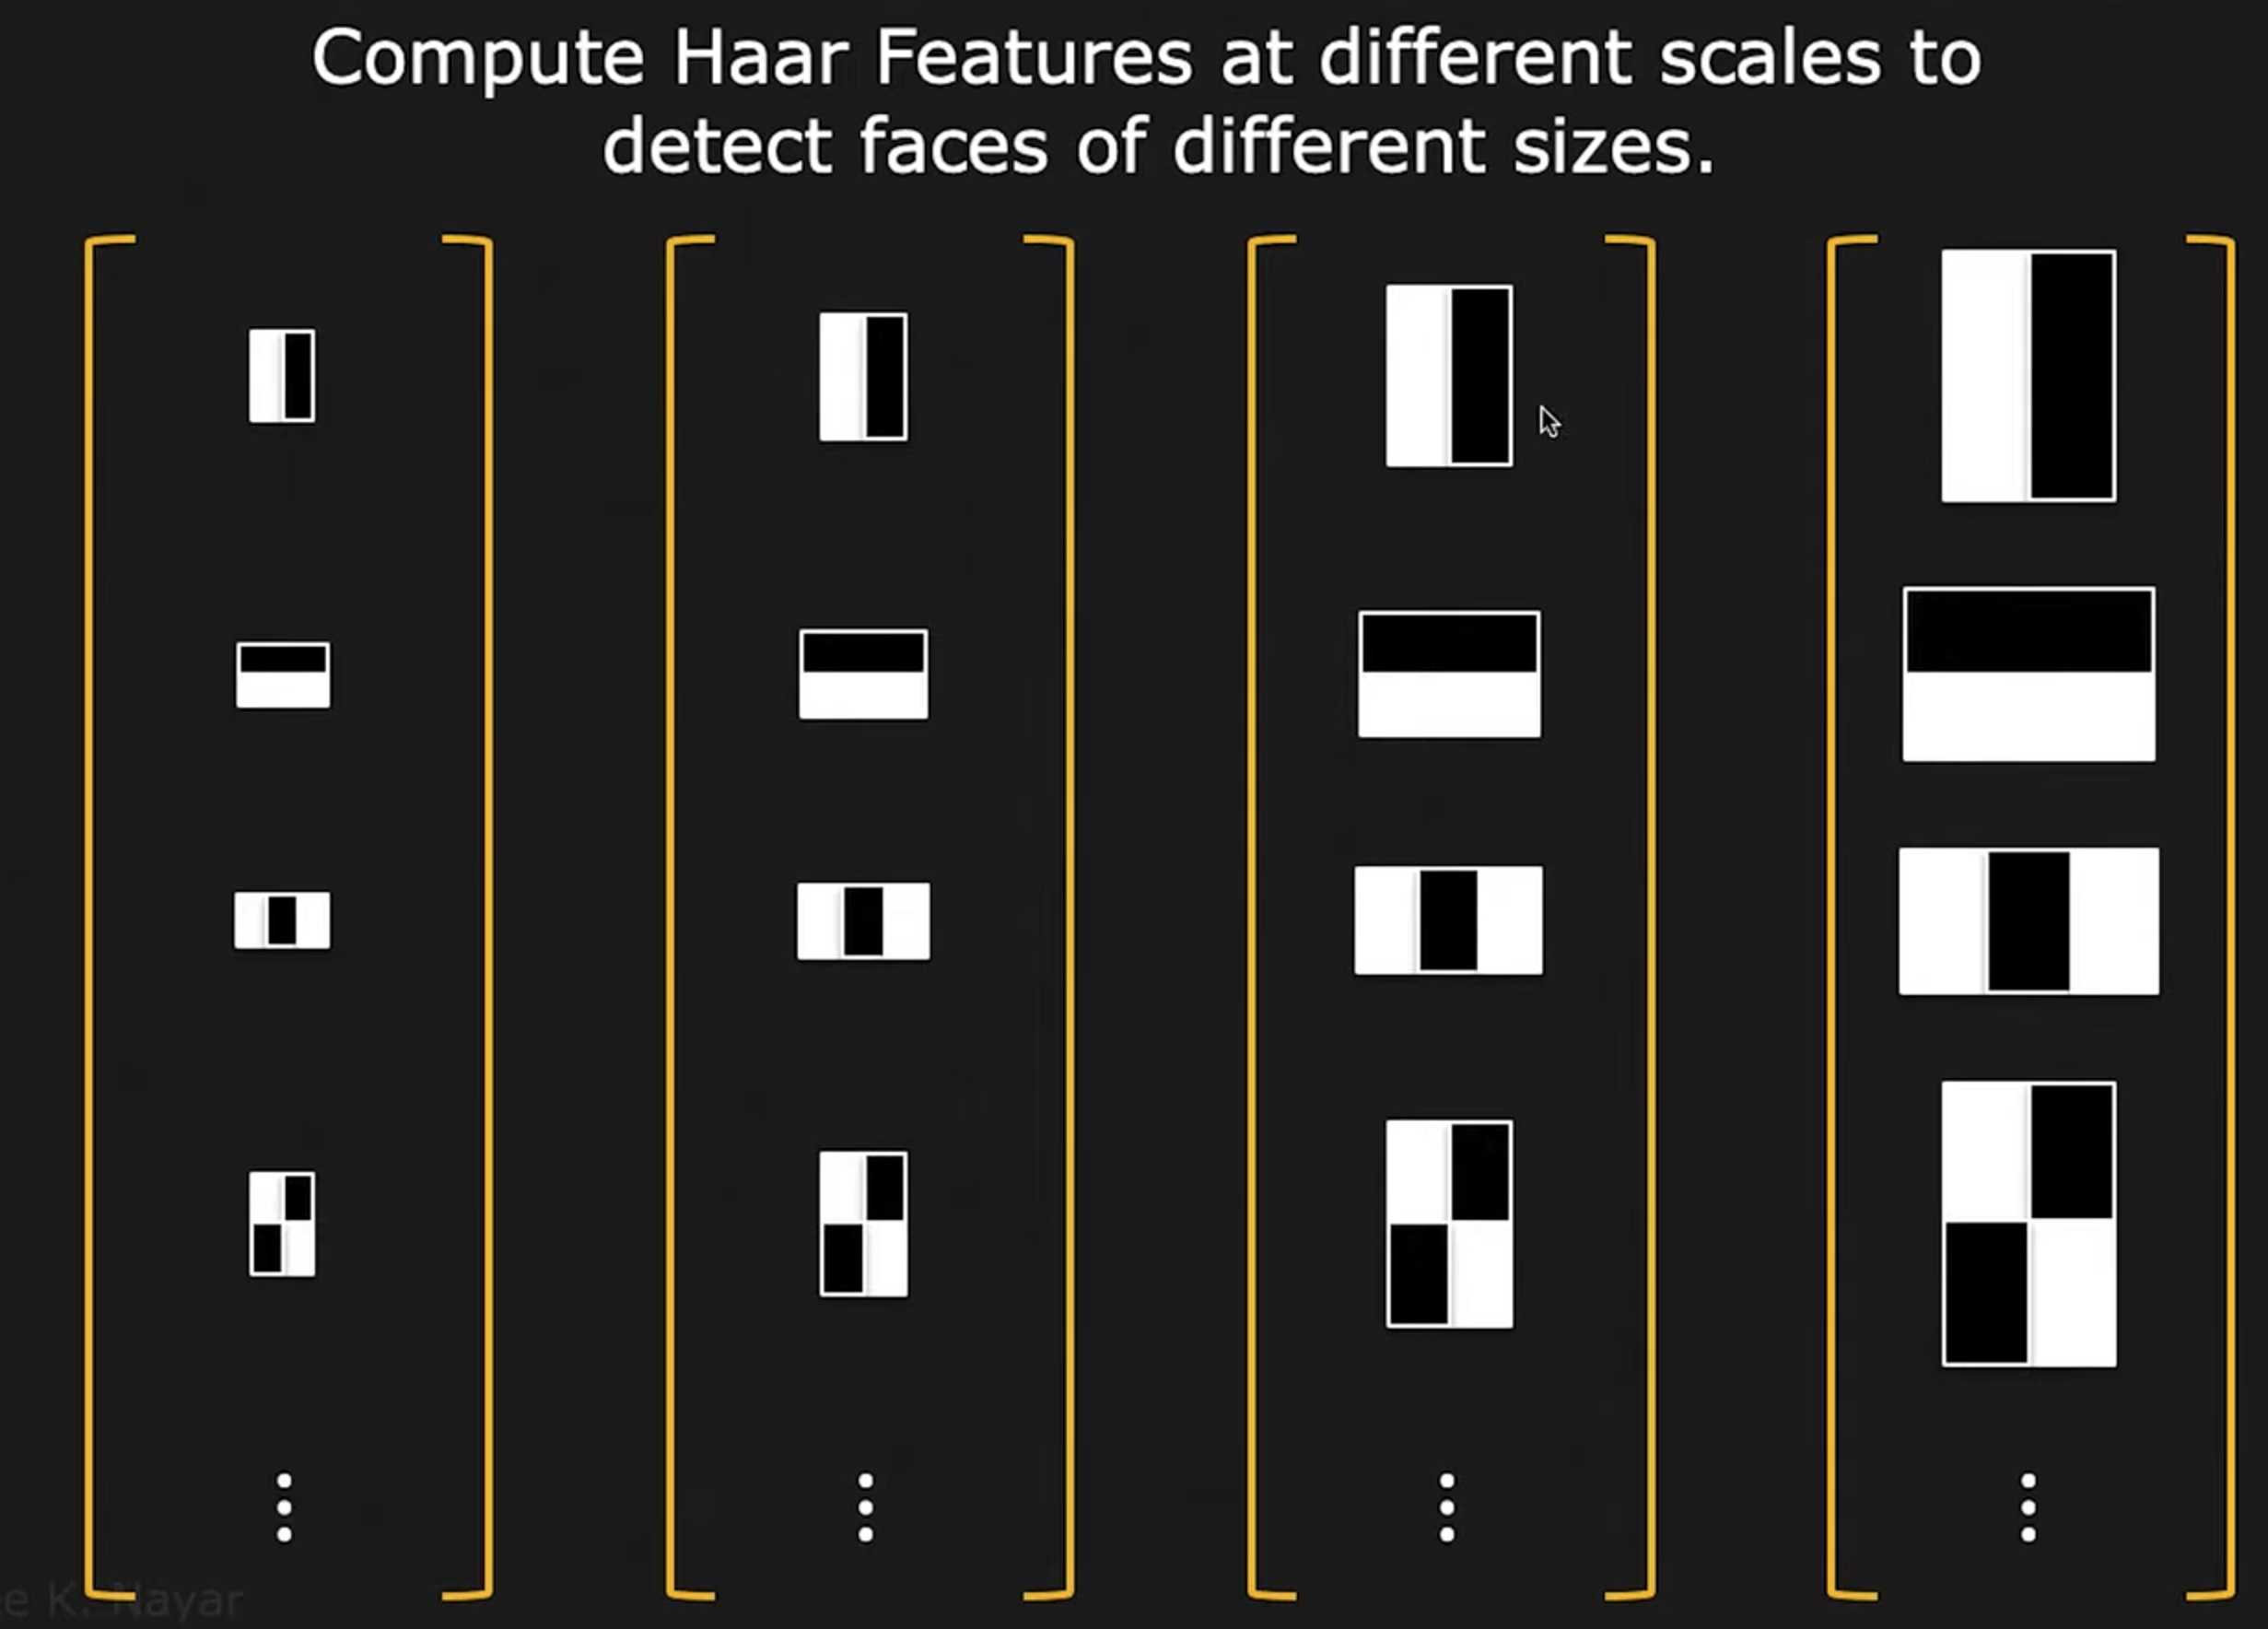 Compute Haar Features at different scales to
detect faces of different sizes.
e K. Nayar